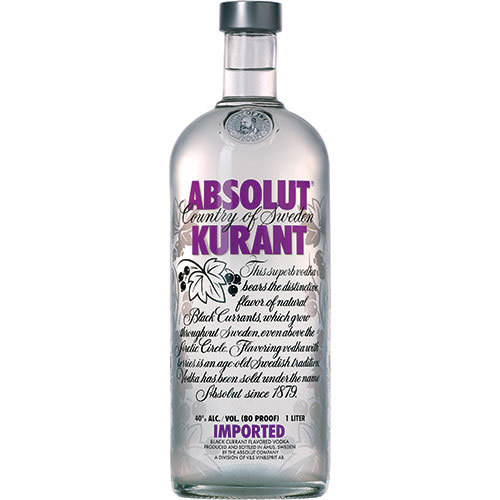 ABSOLUT®
Country of Sweden
KURANT
This superb vodka
bears the distinctive
flavor of natural
Black Currants, which grow
throughout Sweden, even above the
Arctic Circle. Flavoring vodka with
berries is an age-old Swedish tradition.
Vodka has been sold under the name
Absolut since 1879.
40% ALC./VOL. (80 PROOF) 1 LITER
IMPORTED
BLACK CURRANT FLAVORED VODKA
PRODUCED AND BOTTLED IN ÅHUS, SWEDEN
BY THE ABSOLUT COMPANY
A DIVISION OF V&S VIN&SPRIT AB.